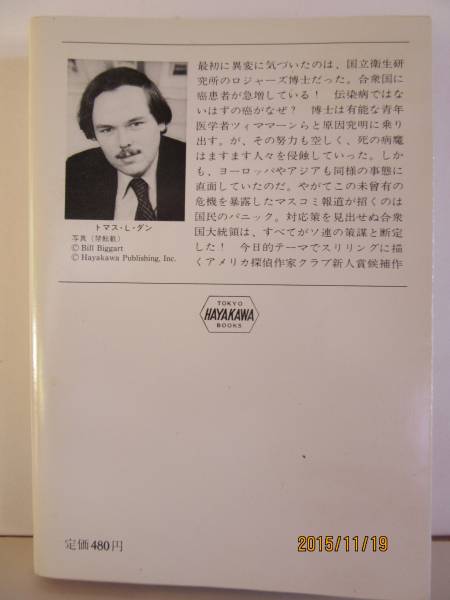 最初に異変に気づいたのは、国立衛生研
究所のロジャーズ博士だった。合衆国に
癌患者が急増している！　伝染病ではな
いはずの癌がなぜ？　博士は有能な青年
医学者ツィママーンらと原因究明に乗り
出す。が、その努力も空しく、死の病魔
はますます人々を侵蝕していった。しか
も、ヨーロッパやアジアも同様の事態に
直面していたのだ。やがてこの未曾有の
危機を暴露したマスコミ報道が招くのは
国民のパニック。対応策を見出せぬ合衆
国大統領は、すべてがソ連の策謀と断定
した！　今日的テーマでスリリングに描
くアメリカ探偵作家クラブ新人賞候補作
トマス・L・ダン
写真（禁転載）
© Bill Biggart
© Hayakawa Publishing, Inc.
TOKYO
HAYAKAWA
BOOKS
定価480円
2015/11/19